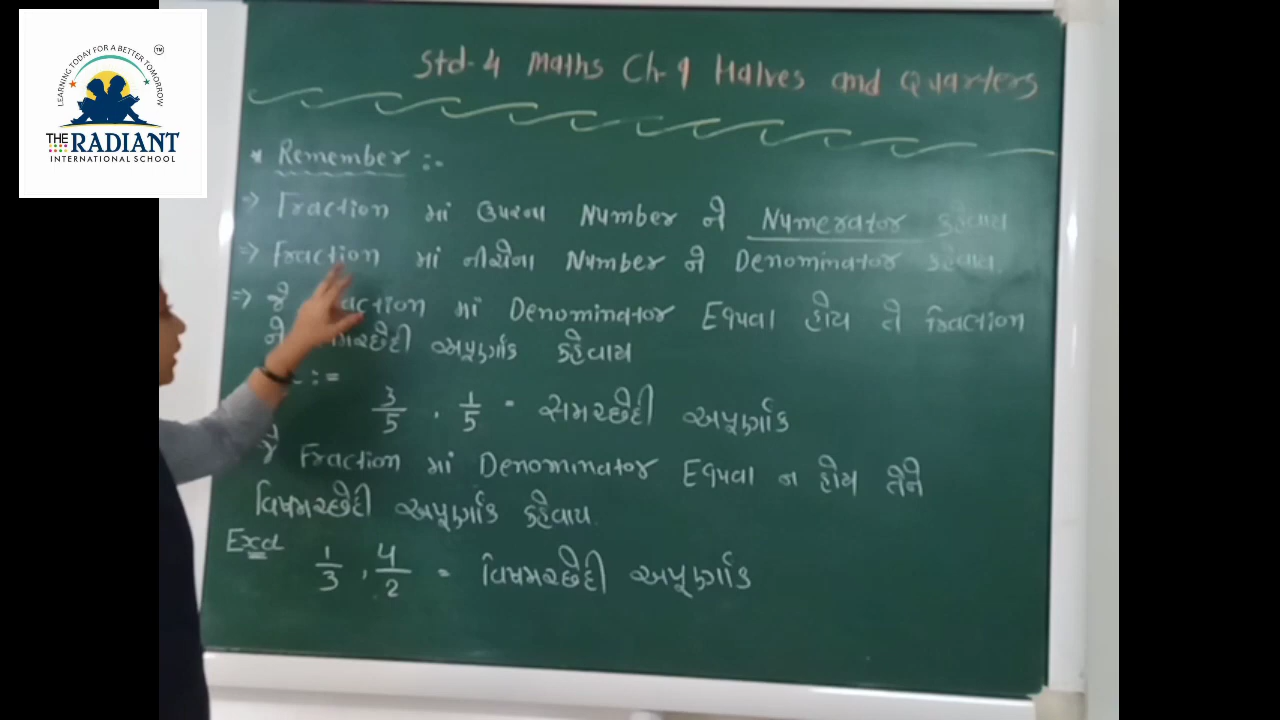 LEARNING TODAY FOR A BETTER TOMORROW
TM
THE RADIANT
INTERNATIONAL SCHOOL
Std-4 Maths Ch-9 Halves and Quarters
* Remember :-
⇒ Fraction માં ઉપરના Number ને Numerator કહેવાય
⇒ Fraction માં નીચેના Number ને Denominator કહેવાય.
⇒ જે Fraction માં Denominator Equal હોય તે Fraction
ને સમચ્છેદી અપૂર્ણાંક કહેવાય
:=
3/5 , 1/5 = સમચ્છેદી અપૂર્ણાંક
જે Fraction માં Denominator Equal ન હોય તેને
વિષમચ્છેદી અપૂર્ણાંક કહેવાય.
Exd 1/3 , 4/2 = વિષમચ્છેદી અપૂર્ણાંક